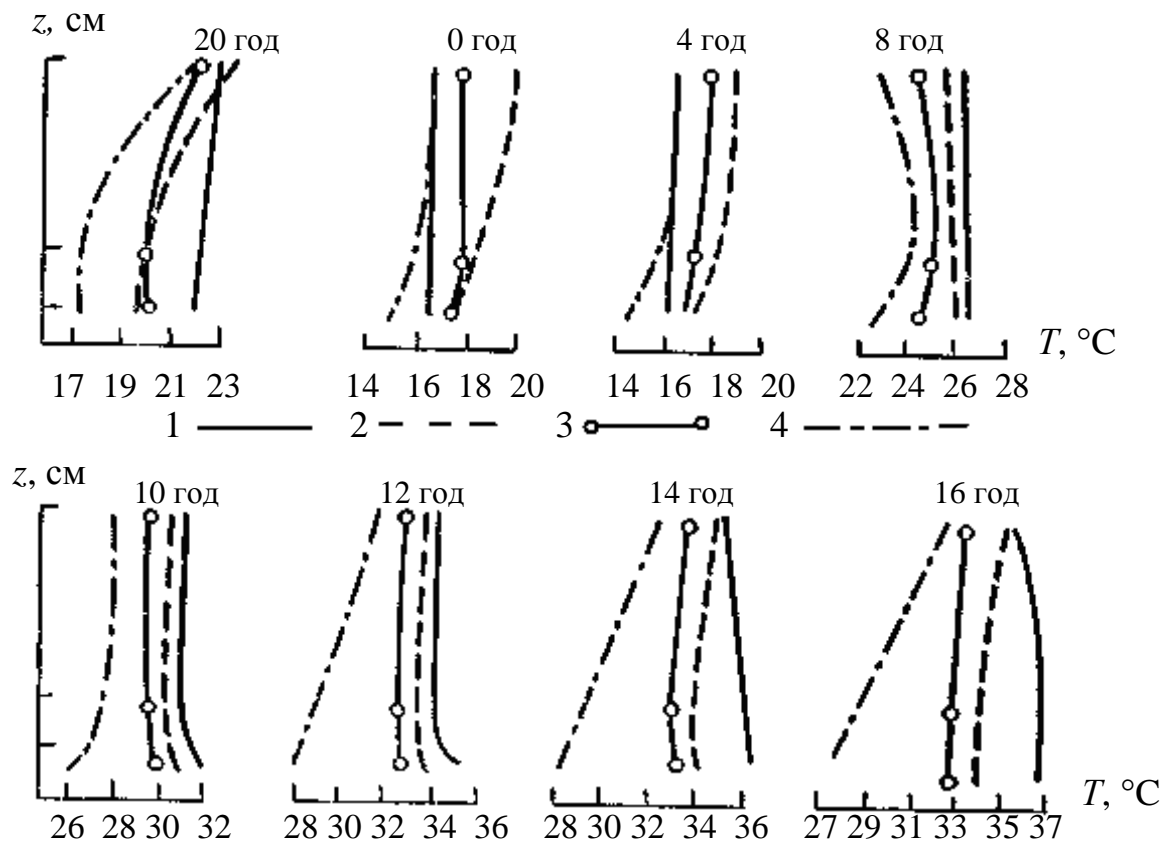 z, см
20 год 0 год 4 год 8 год
T, °C
17 19 21 23 14 16 18 20 14 16 18 20 22 24 26 28
1 2 3 4
z, см
10 год 12 год 14 год 16 год
T, °C
26 28 30 32 28 30 32 34 36 28 30 32 34 36 27 29 31 33 35 37